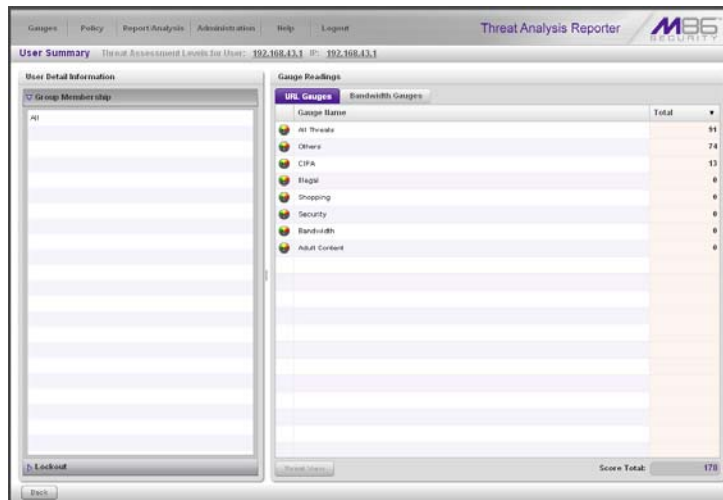 Gauges Policy Report/Analysis Administration Help Logout
Threat Analysis Reporter
M86
SECURITY
User Summary Threat Assessment Levels for User: 192.168.43.1 IP: 192.168.43.1
User Detail Information
Group Membership
All
Lockout
Back
Gauge Readings
URL Gauges Bandwidth Gauges
Gauge Name Total
All Threats 91
Others 74
CIPA 13
Illegal 0
Shopping 0
Security 0
Bandwidth 0
Adult Content 0
Score Total: 178